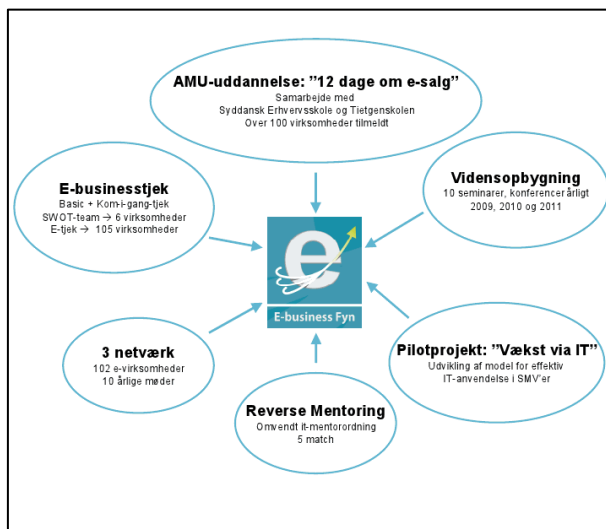 AMU-uddannelse: ”12 dage om e-salg”
Samarbejde med
Syddansk Erhvervsskole og Tietgenskolen
Over 100 virksomheder tilmeldt
E-businesstjek
Basic + Kom-i-gang-tjek
SWOT-team → 6 virksomheder
E-tjek → 105 virksomheder
Vidensopbygning
10 seminarer, konferencer årligt
2009, 2010 og 2011
e
E-business Fyn
3 netværk
102 e-virksomheder
10 årlige møder
Pilotprojekt: ”Vækst via IT”
Udvikling af model for effektiv
IT-anvendelse i SMV’er
Reverse Mentoring
Omvendt it-mentorordning
5 match